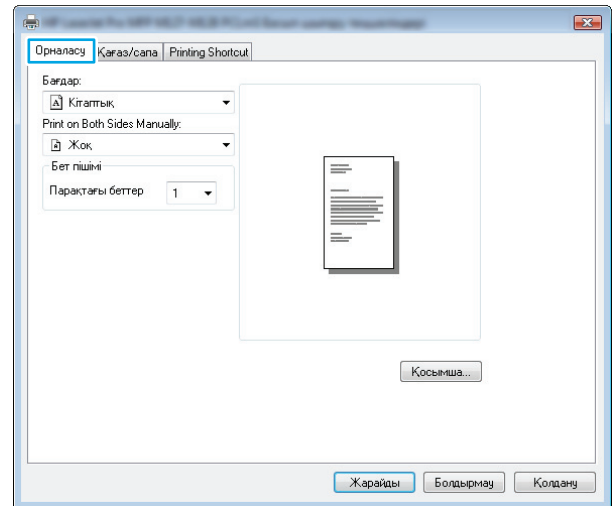 Орналасу
Қағаз/сапа
Printing Shortcut
Бағдар:
Кітаптық
Print on Both Sides Manually:
Жоқ
Бет пішімі
Парақтағы беттер 1
Қосымша...
Жарайды
Болдырмау
Қолдану